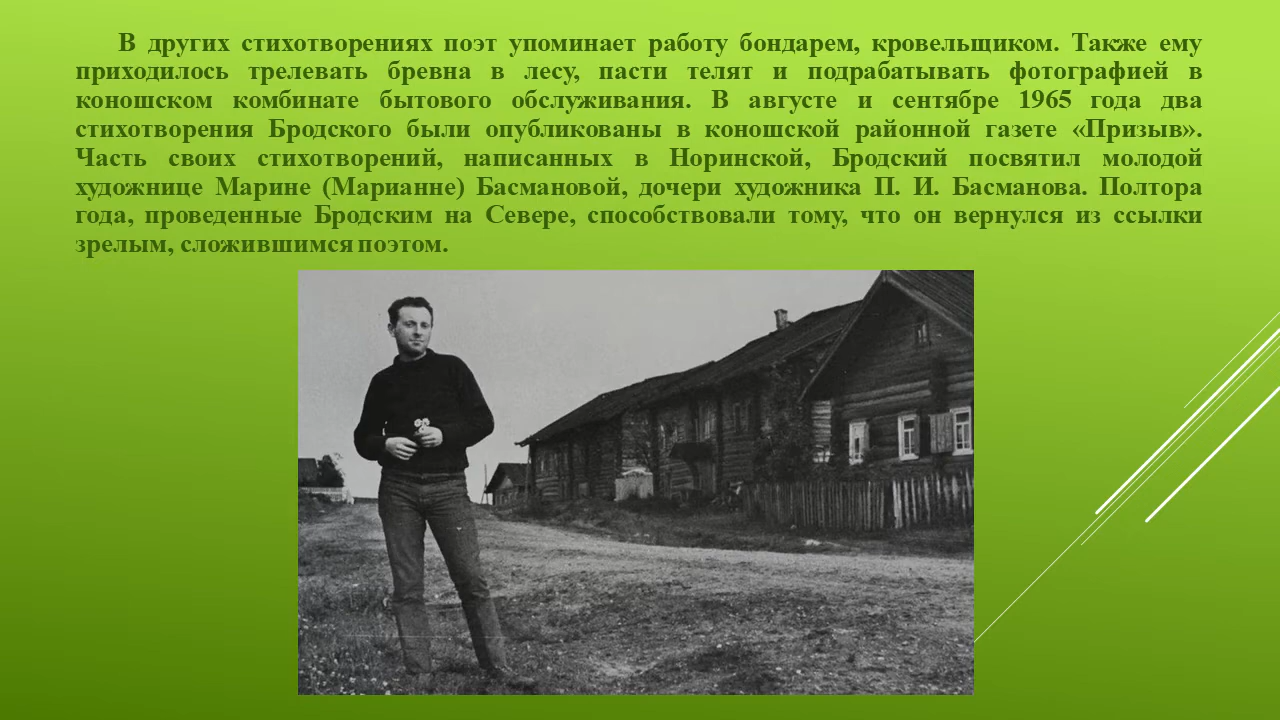 В других стихотворениях поэт упоминает работу бондарем, кровельщиком. Также ему
приходилось трелевать бревна в лесу, пасти телят и подрабатывать фотографией в
коношском комбинате бытового обслуживания. В августе и сентябре 1965 года два
стихотворения Бродского были опубликованы в коношской районной газете «Призыв».
Часть своих стихотворений, написанных в Норинской, Бродский посвятил молодой
художнице Марине (Марианне) Басмановой, дочери художника П. И. Басманова. Полтора
года, проведенные Бродским на Севере, способствовали тому, что он вернулся из ссылки
зрелым, сложившимся поэтом.